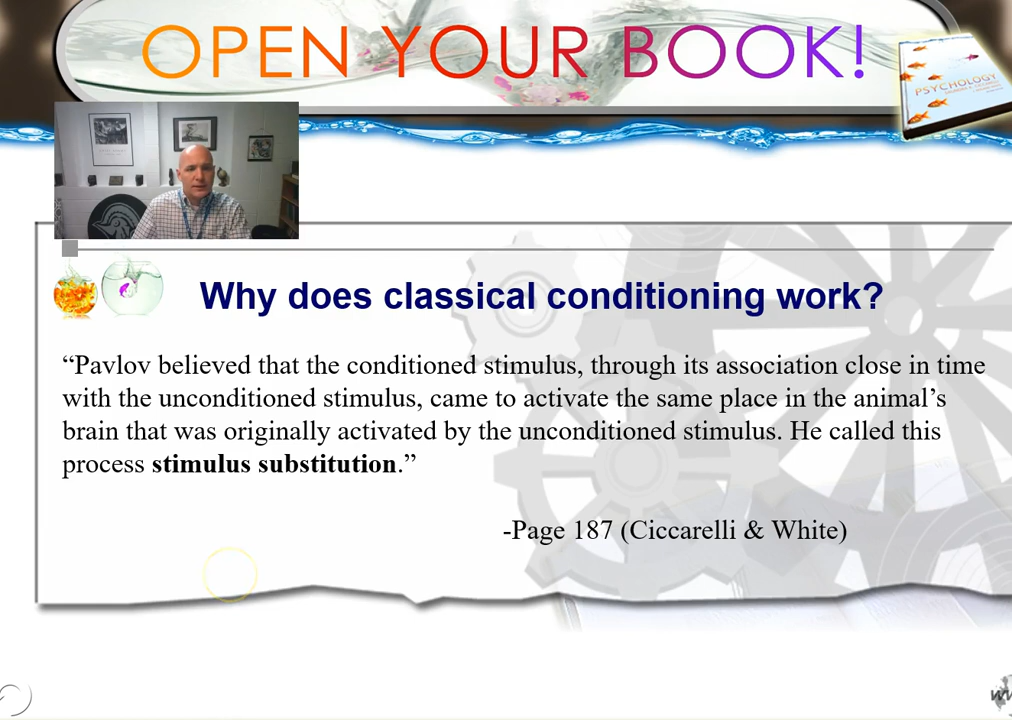 OPEN YOUR BOOK!
PSYCHOLOGY
Why does classical conditioning work?
“Pavlov believed that the conditioned stimulus, through its association close in time
with the unconditioned stimulus, came to activate the same place in the animal’s
brain that was originally activated by the unconditioned stimulus. He called this
process stimulus substitution.”
-Page 187 (Ciccarelli & White)